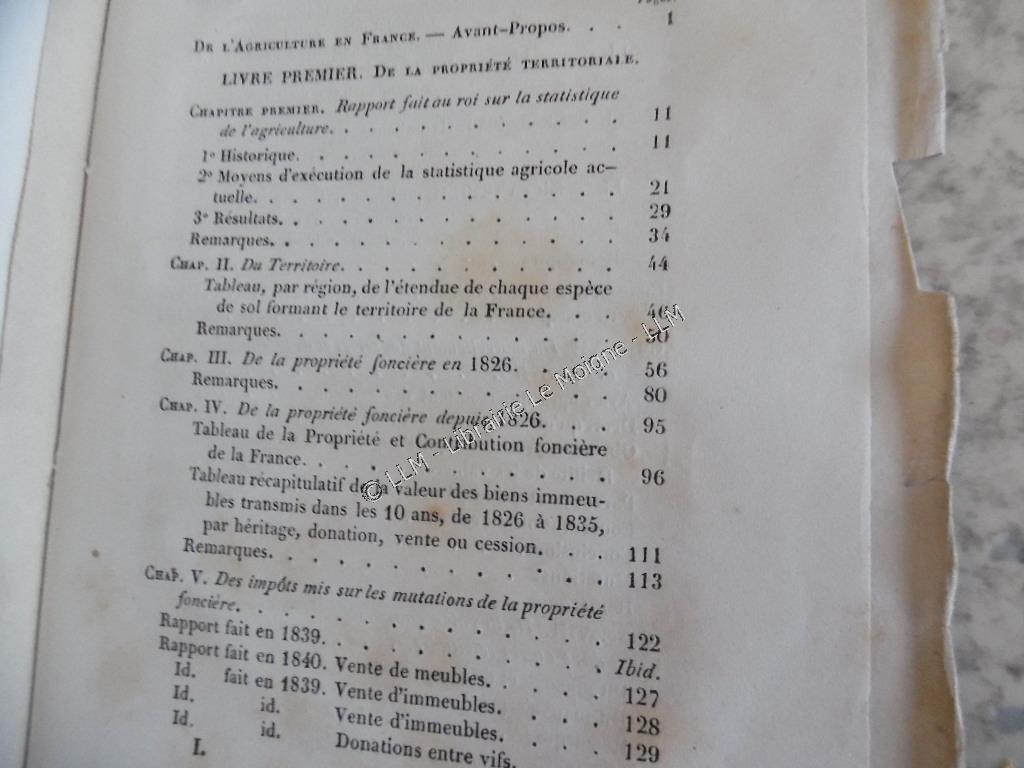 Pages.
De l'Agriculture en France. — Avant-Propos. . . 1
LIVRE PREMIER. De la propriété territoriale.
Chapitre premier. Rapport fait au roi sur la statistique
de l'agriculture. . . . . . . . . . . . 11
1º Historique. . . . . . . . . . . . . 11
2º Moyens d'exécution de la statistique agricole ac-
tuelle. . . . . . . . . . . . . . 21
3º Résultats. . . . . . . . . . . . . 29
Remarques. . . . . . . . . . . . . . 34
Chap. II. Du Territoire. . . . . . . . . . . 44
Tableau, par région, de l'étendue de chaque espèce
de sol formant le territoire de la France. . . 46
Remarques. . . . . . . . . . . . . 50
Chap. III. De la propriété foncière en 1826. . . . 56
Remarques. . . . . . . . . . . . . 80
Chap. IV. De la propriété foncière depuis 1826. . . 95
Tableau de la Propriété et Contribution foncière
de la France. . . . . . . . . . . . 96
Tableau récapitulatif de la valeur des biens immeu-
bles transmis dans les 10 ans, de 1826 à 1835,
par héritage, donation, vente ou cession. . . 111
Remarques. . . . . . . . . . . . . 113
Chap. V. Des impôts mis sur les mutations de la propriété
foncière. . . . . . . . . . . . . 122
Rapport fait en 1839. . . . . . . . . . Ibid.
Rapport fait en 1840. Vente de meubles. . . . . 127
Id. fait en 1839. Vente d'immeubles. . . . 128
Id. id. Vente d'immeubles. . . . 129
Id. id. Donations entre vifs.
I.
© LLM - Librairie Le Moigne - LLM